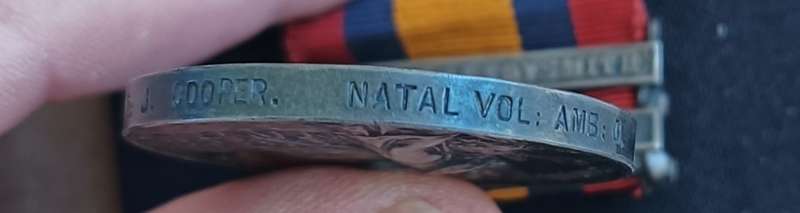 J. COOPER. NATAL VOL: AMB: